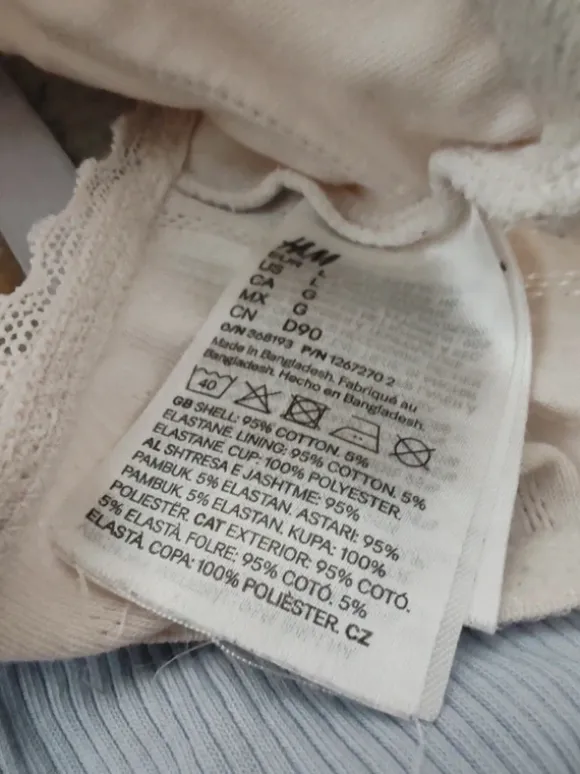 H&M
EUR L
US L
CA G
MX G
CN D90
O/N 368193 P/N 1267270 2
Made in Bangladesh. Fabriqué au
Bangladesh. Hecho en Bangladesh.
40
GB SHELL: 95% COTTON. 5%
ELASTANE. LINING: 95% COTTON. 5%
ELASTANE. CUP: 100% POLYESTER.
AL SHTRESA E JASHTME: 95%
PAMBUK. 5% ELASTAN. ASTARI: 95%
PAMBUK. 5% ELASTAN. KUPA: 100%
POLIESTËR. CAT EXTERIOR: 95% COTÓ.
5% ELASTÀ. FOLRE: 95% COTÓ. 5%
ELASTÀ. COPA: 100% POLIÈSTER. CZ